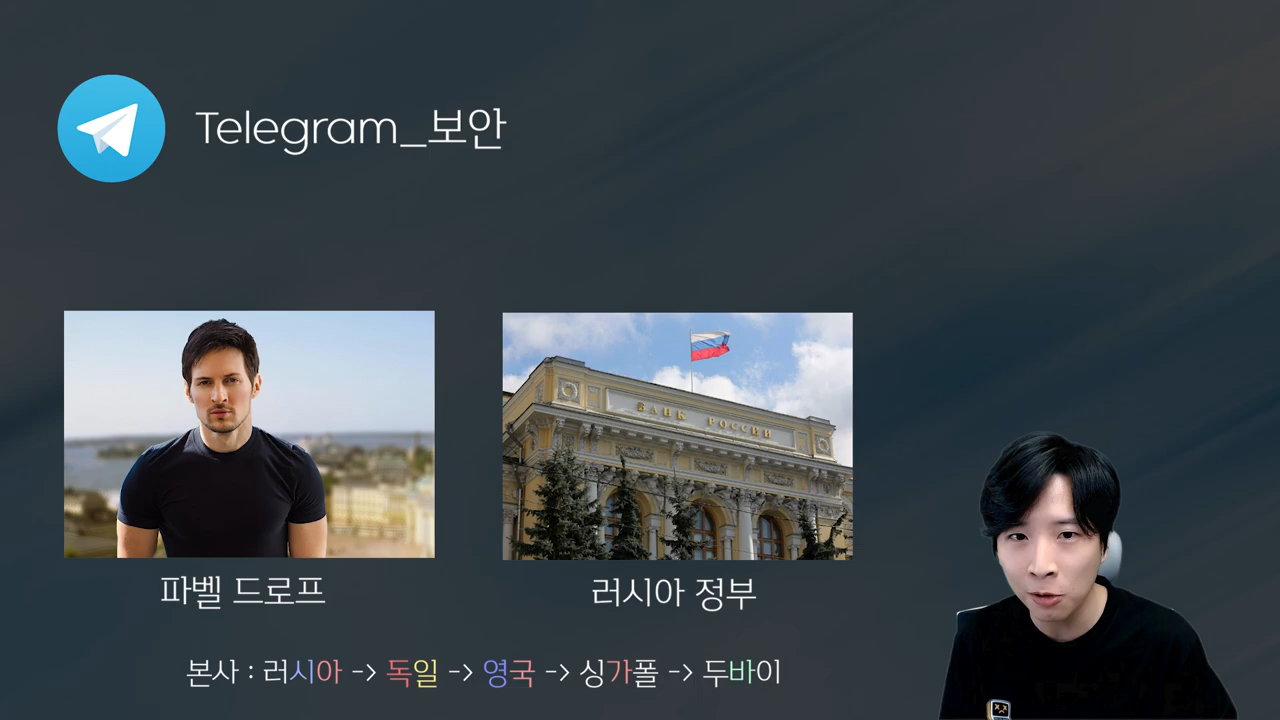 Telegram_보안
БАНК РОССИИ
파벨 드로프
러시아 정부
본사 : 러시아 -> 독일 -> 영국 -> 싱가폴 -> 두바이